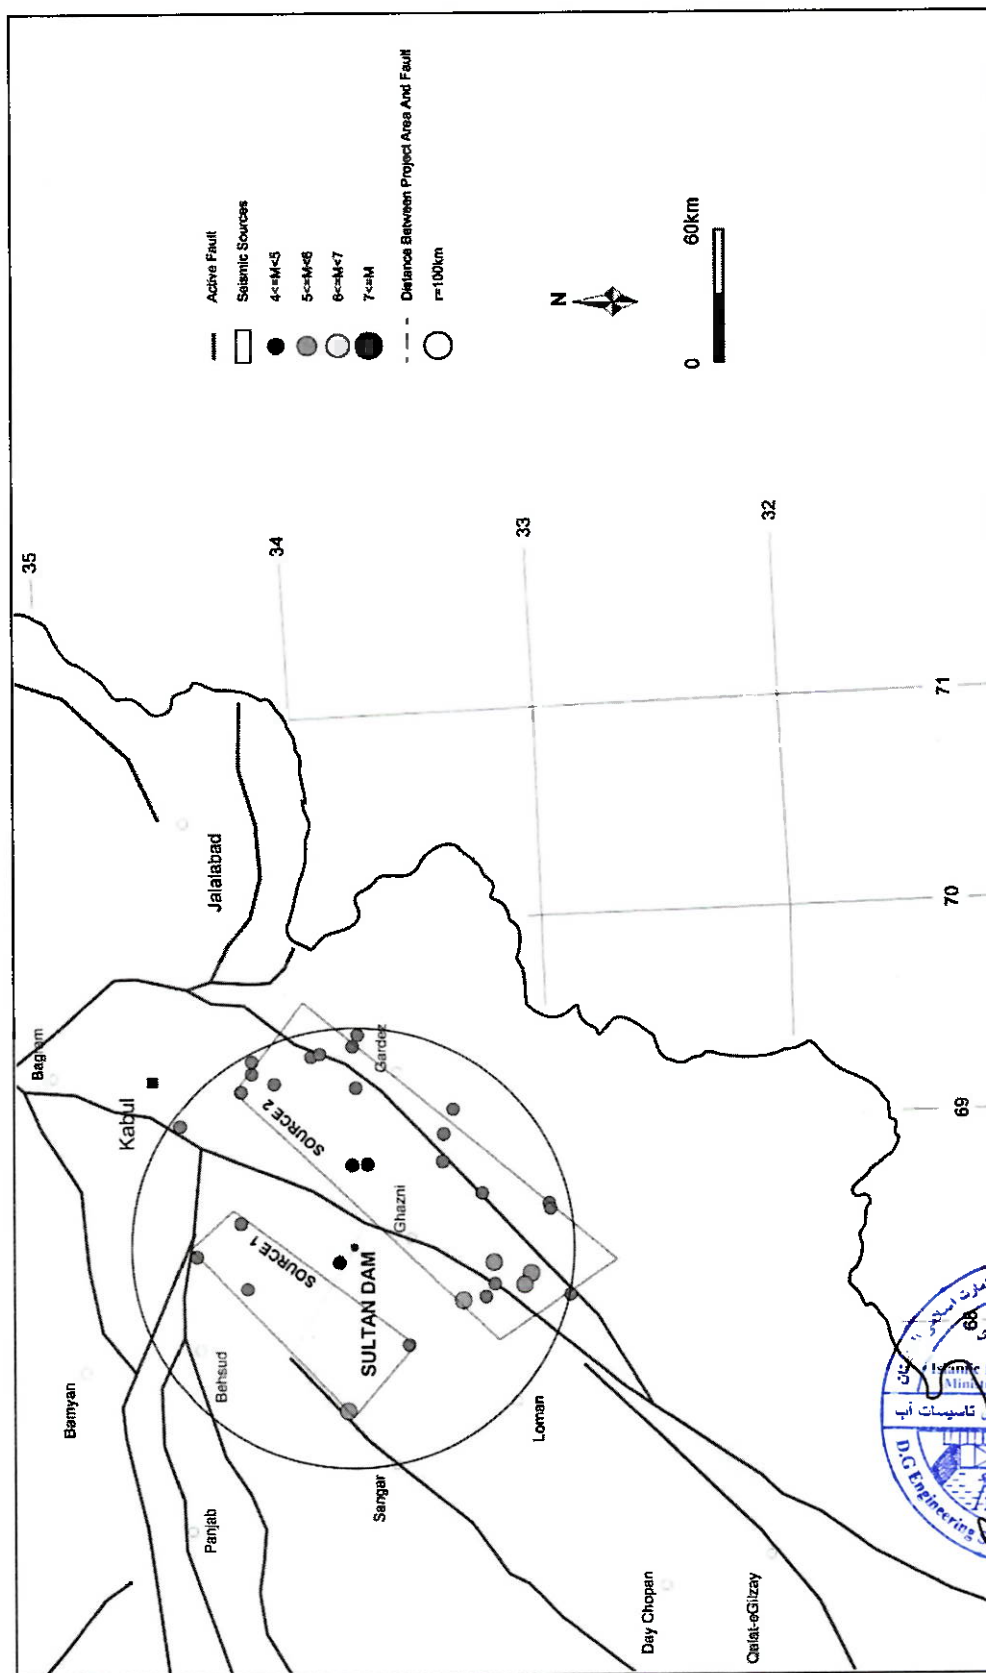 Active Fault
Seismic Sources
4<=M<5
5<=M<6
6<=M<7
7<=M
Distance Between Project Area And Fault
r=100km
N
0 60km
35
34
33
32
71
70
69
68
Bagram
Kabul
Jalalabad
Bamyan
Behsud
Panjab
SOURCE 1
SOURCE 2
Gardez
Ghazni
SULTAN DAM
Sangar
Loman
Day Chopan
Qalat-eGilzay
Islamic
Minist
تاسیسات آب
D.G Engineering S